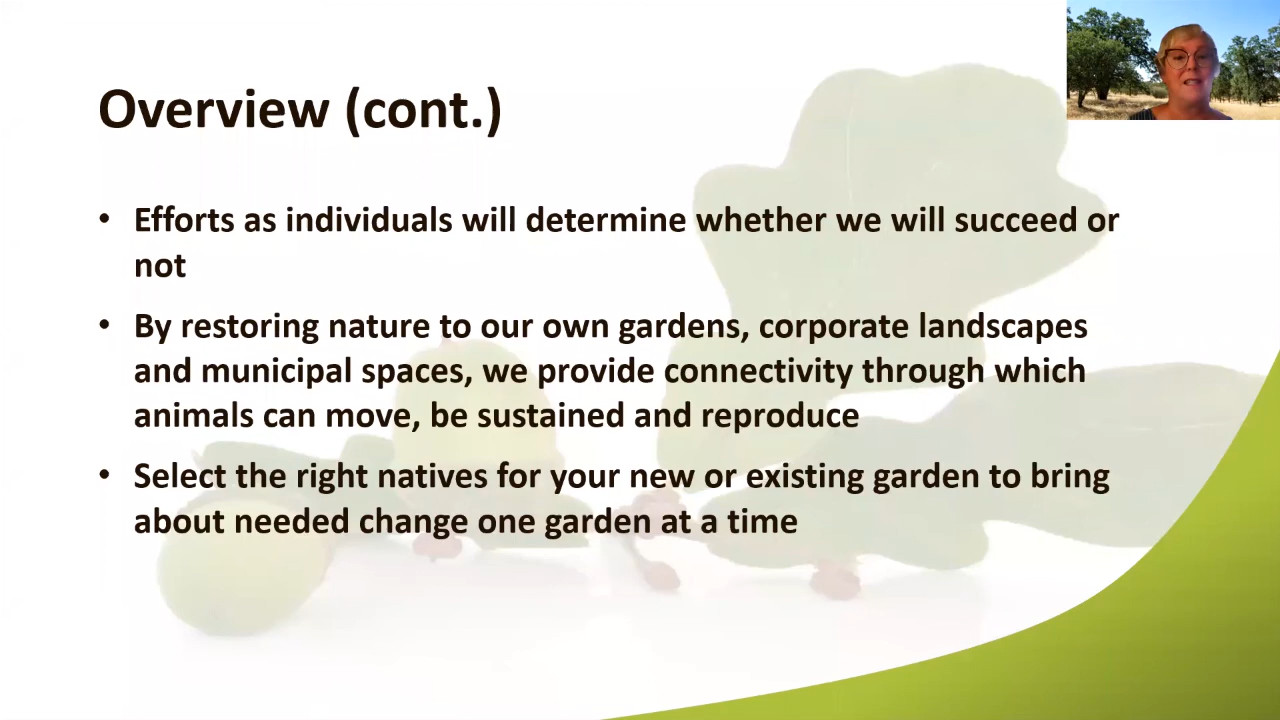 Overview (cont.)
• Efforts as individuals will determine whether we will succeed or
not
• By restoring nature to our own gardens, corporate landscapes
and municipal spaces, we provide connectivity through which
animals can move, be sustained and reproduce
• Select the right natives for your new or existing garden to bring
about needed change one garden at a time